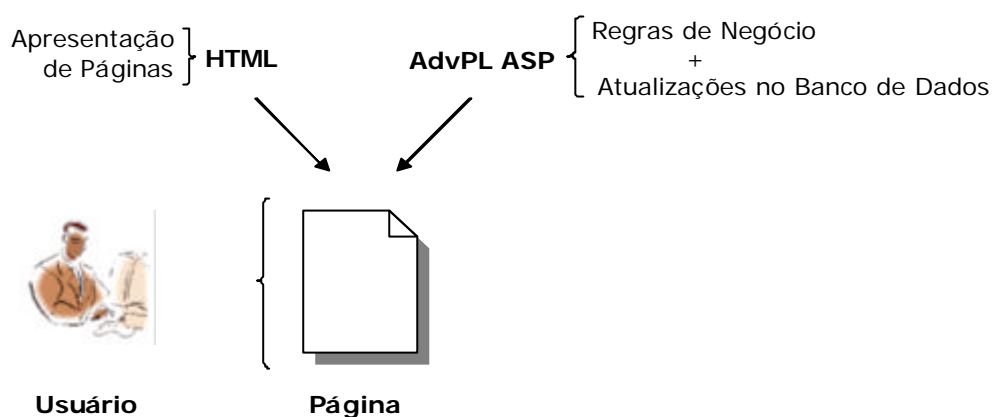 Apresentação
de Páginas
HTML
AdvPL ASP
Regras de Negócio
+
Atualizações no Banco de Dados
Usuário
Página